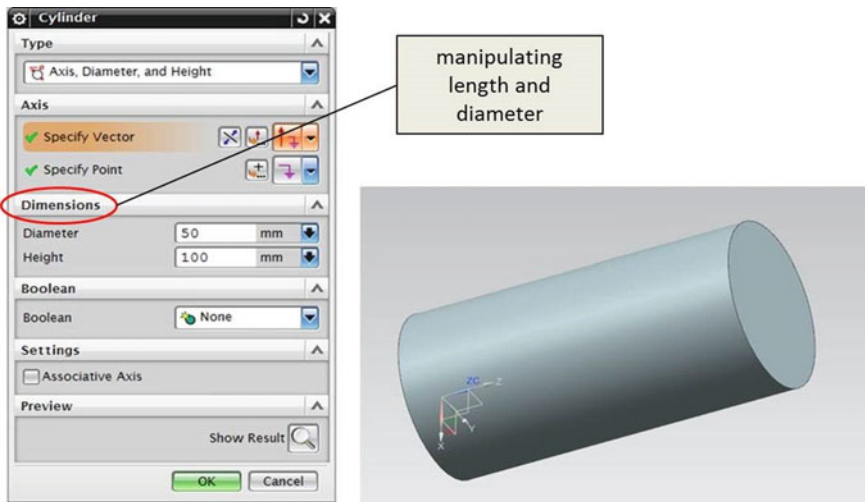 Cylinder
Type
Axis, Diameter, and Height
Axis
Specify Vector
Specify Point
Dimensions
Diameter 50 mm
Height 100 mm
Boolean
Boolean None
Settings
Associative Axis
Preview
Show Result
OK Cancel
manipulating
length and
diameter
ZC Z
Y
X